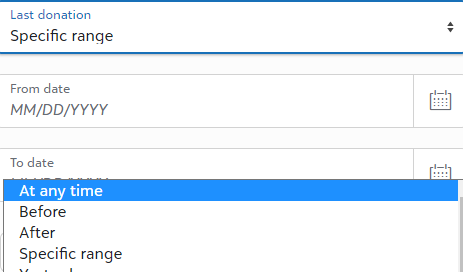 Last donation
Specific range
From date
MM/DD/YYYY
To date
At any time
Before
After
Specific range